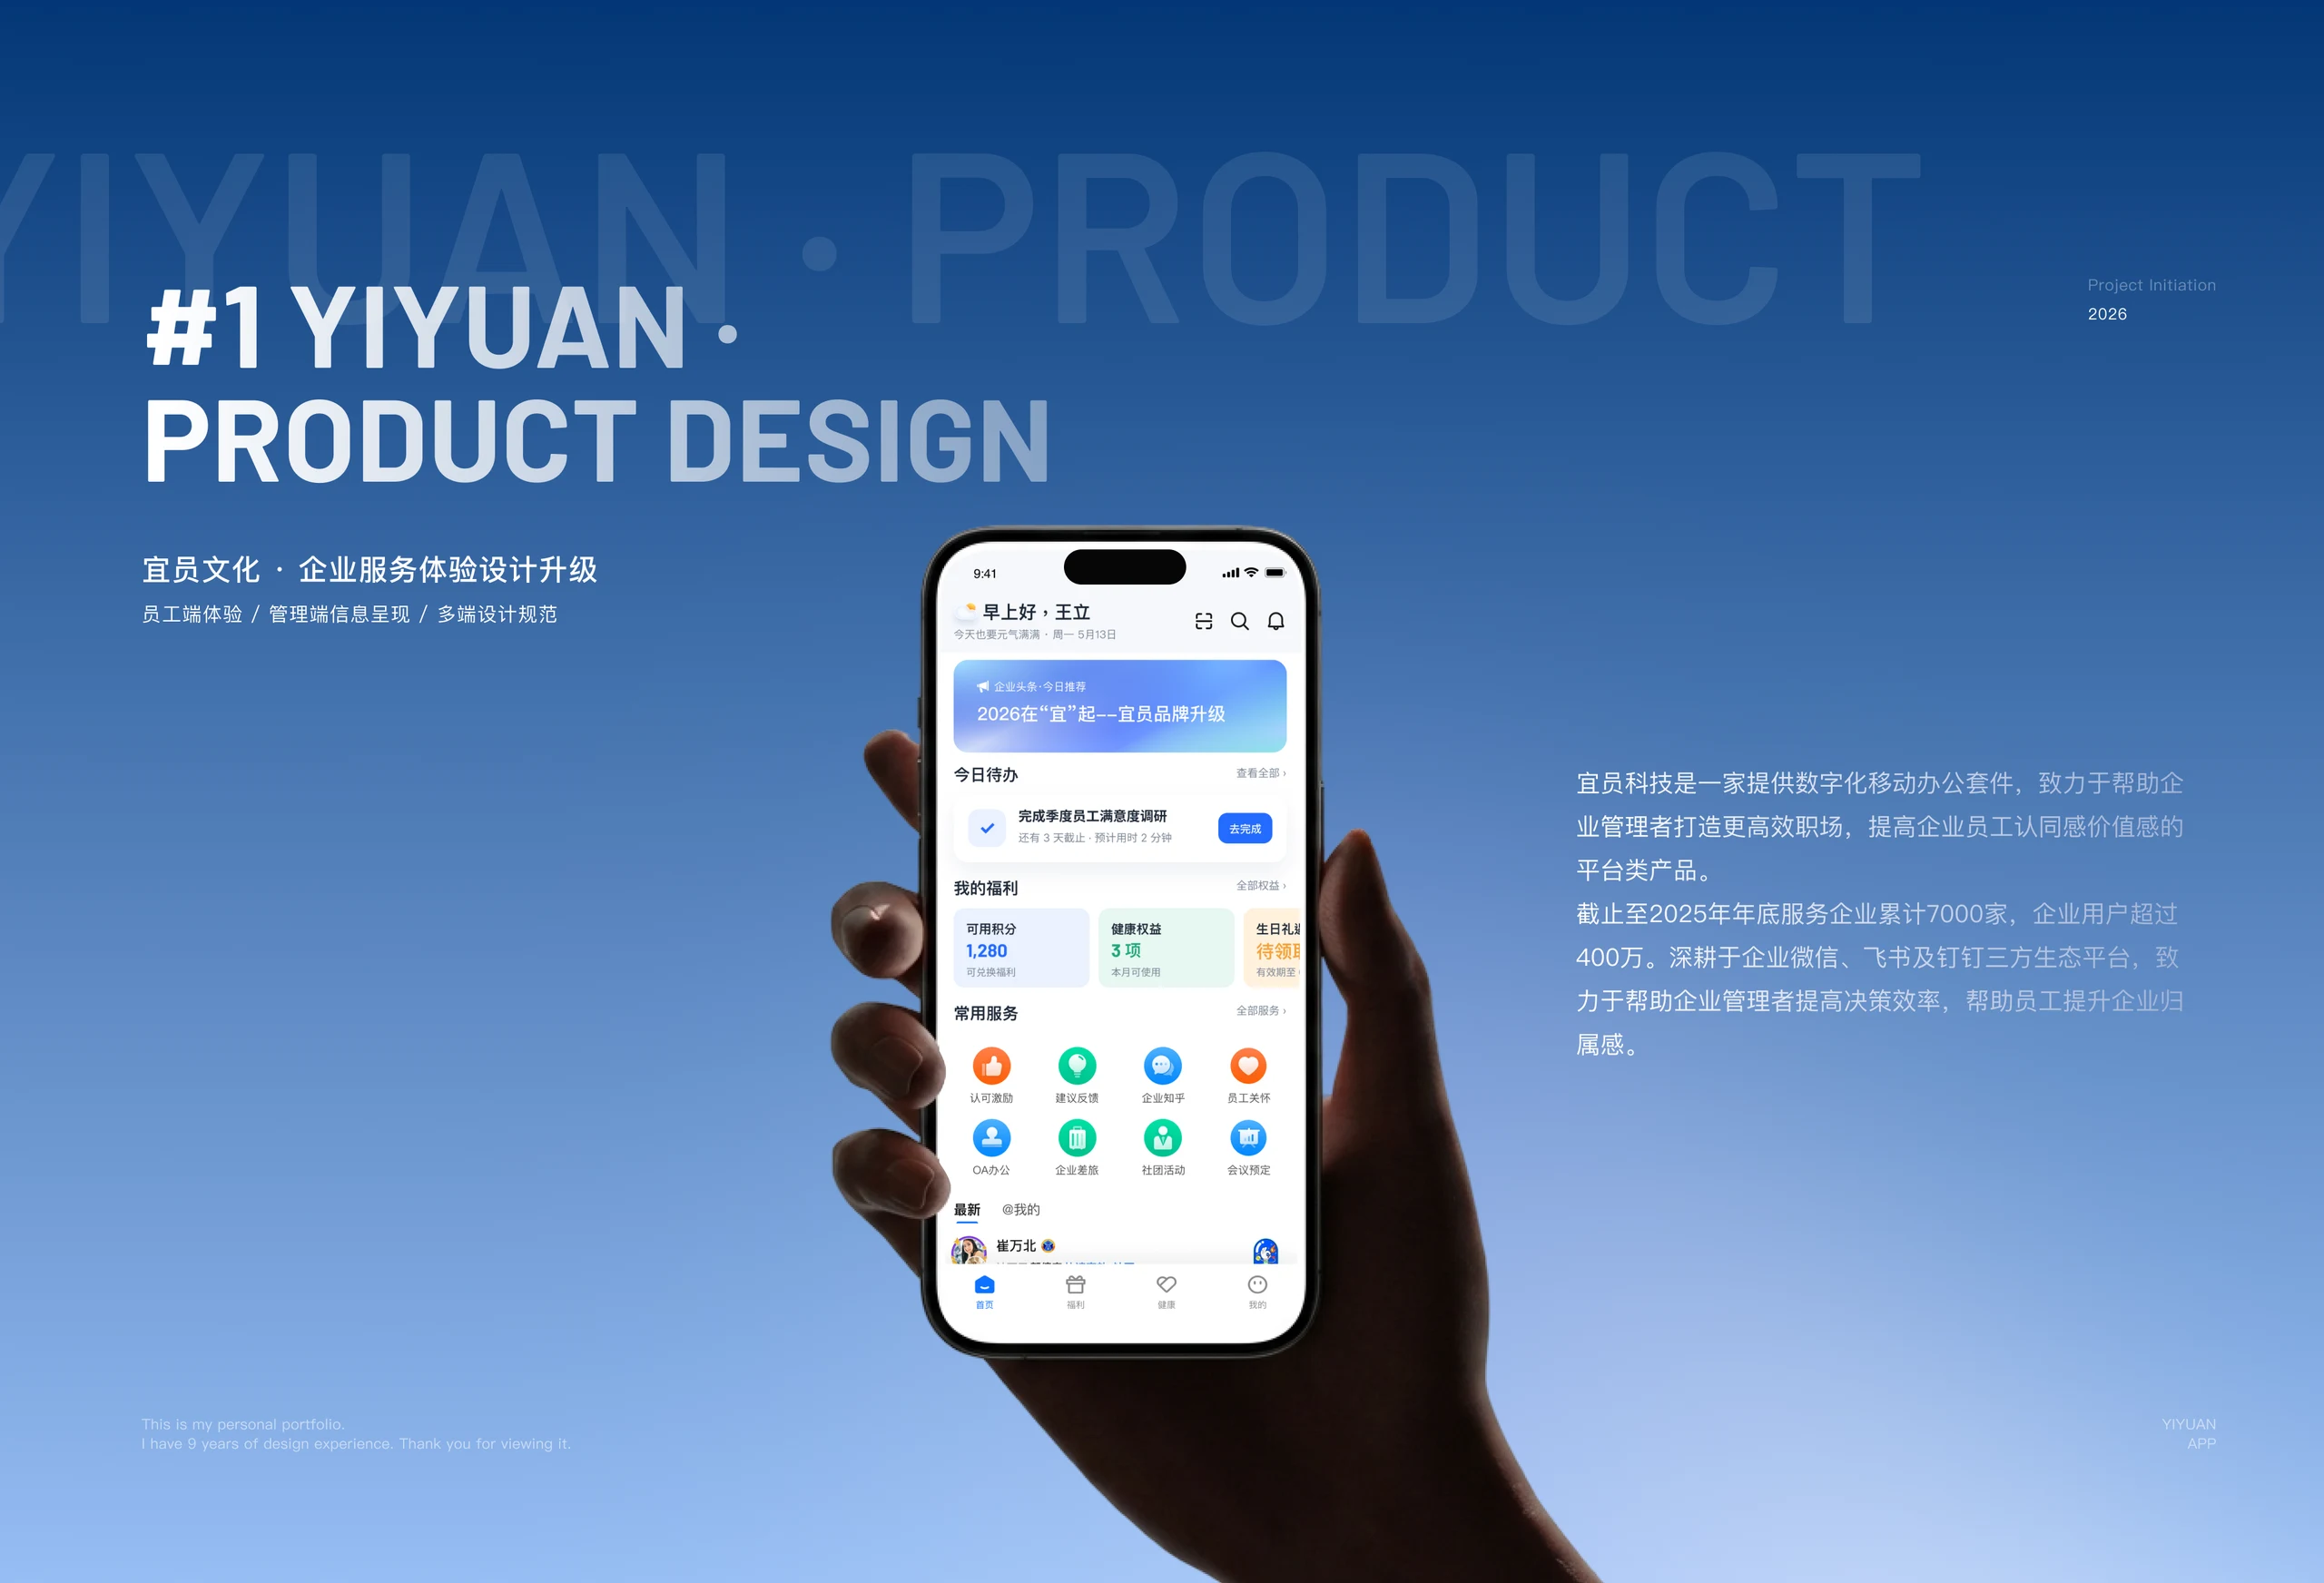 YIYUAN · PRODUCT
#1 YIYUAN ·
PRODUCT DESIGN
Project Initiation
2026
宜员文化 · 企业服务体验设计升级
员工端体验 / 管理端信息呈现 / 多端设计规范
9:41
早上好，王立
今天也要元气满满 · 周一 5月13日
企业头条·今日推荐
2026在“宜”起——宜员品牌升级
今日待办
查看全部 ›
完成季度员工满意度调研
还有 3 天截止 · 预计用时 2 分钟
去完成
我的福利
全部权益 ›
可用积分
1,280
可兑换福利
健康权益
3 项
本月可使用
生日礼
待领
有效期至
常用服务
全部服务 ›
认可激励
建议反馈
企业知乎
员工关怀
OA办公
企业差旅
社团活动
会议预定
最新
@我的
崔万北
首页
福利
健康
我的
宜员科技是一家提供数字化移动办公套件，致力于帮助企
业管理者打造更高效职场，提高企业员工认同感价值感的
平台类产品。
截止至2025年年底服务企业累计7000家，企业用户超过
400万。深耕于企业微信、飞书及钉钉三方生态平台，致
力于帮助企业管理者提高决策效率，帮助员工提升企业归
属感。
This is my personal portfolio.
I have 9 years of design experience. Thank you for viewing it.
YIYUAN
APP